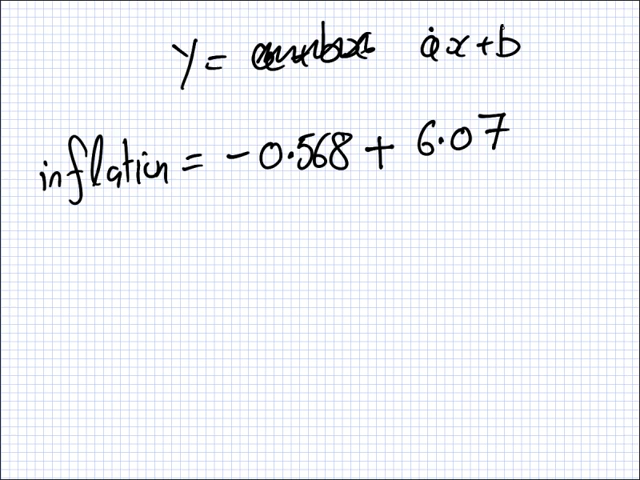 y = ax+b
inflation = -0.568 + 6.07